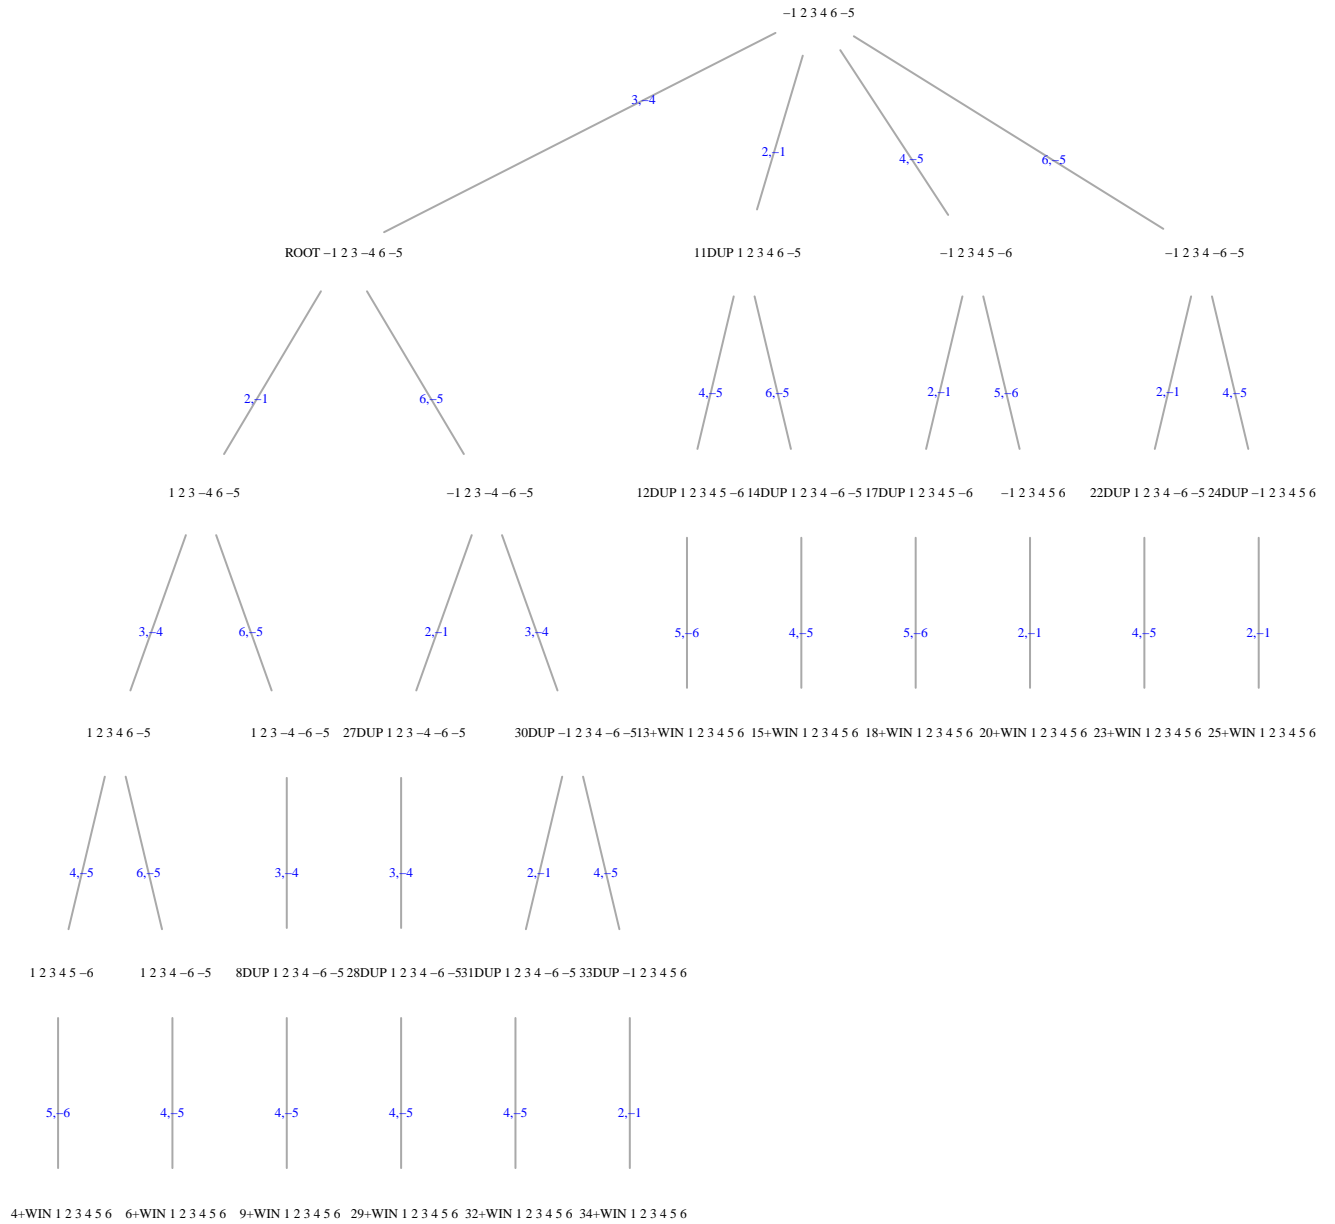 −1 2 3 4 6 −5
3,−4
2,−1
4,−5
6,−5
ROOT −1 2 3 −4 6 −5
11DUP 1 2 3 4 6 −5
−1 2 3 4 5 −6
−1 2 3 4 −6 −5
2,−1
6,−5
4,−5
6,−5
2,−1
5,−6
2,−1
4,−5
1 2 3 −4 6 −5
−1 2 3 −4 −6 −5
12DUP 1 2 3 4 5 −6
14DUP 1 2 3 4 −6 −5
17DUP 1 2 3 4 5 −6
−1 2 3 4 5 6
22DUP 1 2 3 4 −6 −5
24DUP −1 2 3 4 5 6
3,−4
6,−5
2,−1
3,−4
5,−6
4,−5
5,−6
2,−1
4,−5
2,−1
1 2 3 4 6 −5
1 2 3 −4 −6 −5
27DUP 1 2 3 −4 −6 −5
30DUP −1 2 3 4 −6 −5
13+WIN 1 2 3 4 5 6
15+WIN 1 2 3 4 5 6
18+WIN 1 2 3 4 5 6
20+WIN 1 2 3 4 5 6
23+WIN 1 2 3 4 5 6
25+WIN 1 2 3 4 5 6
4,−5
6,−5
3,−4
3,−4
2,−1
4,−5
1 2 3 4 5 −6
1 2 3 4 −6 −5
8DUP 1 2 3 4 −6 −5
28DUP 1 2 3 4 −6 −5
31DUP 1 2 3 4 −6 −5
33DUP −1 2 3 4 5 6
5,−6
4,−5
4,−5
4,−5
4,−5
2,−1
4+WIN 1 2 3 4 5 6
6+WIN 1 2 3 4 5 6
9+WIN 1 2 3 4 5 6
29+WIN 1 2 3 4 5 6
32+WIN 1 2 3 4 5 6
34+WIN 1 2 3 4 5 6